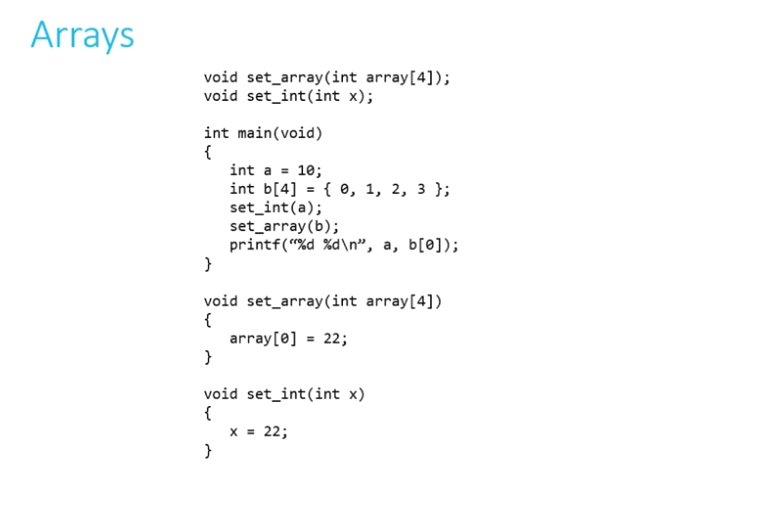 Arrays
void set_array(int array[4]);
void set_int(int x);
int main(void)
{
int a = 10;
int b[4] = { 0, 1, 2, 3 };
set_int(a);
set_array(b);
printf(“%d %d\n”, a, b[0]);
}
void set_array(int array[4])
{
array[0] = 22;
}
void set_int(int x)
{
x = 22;
}